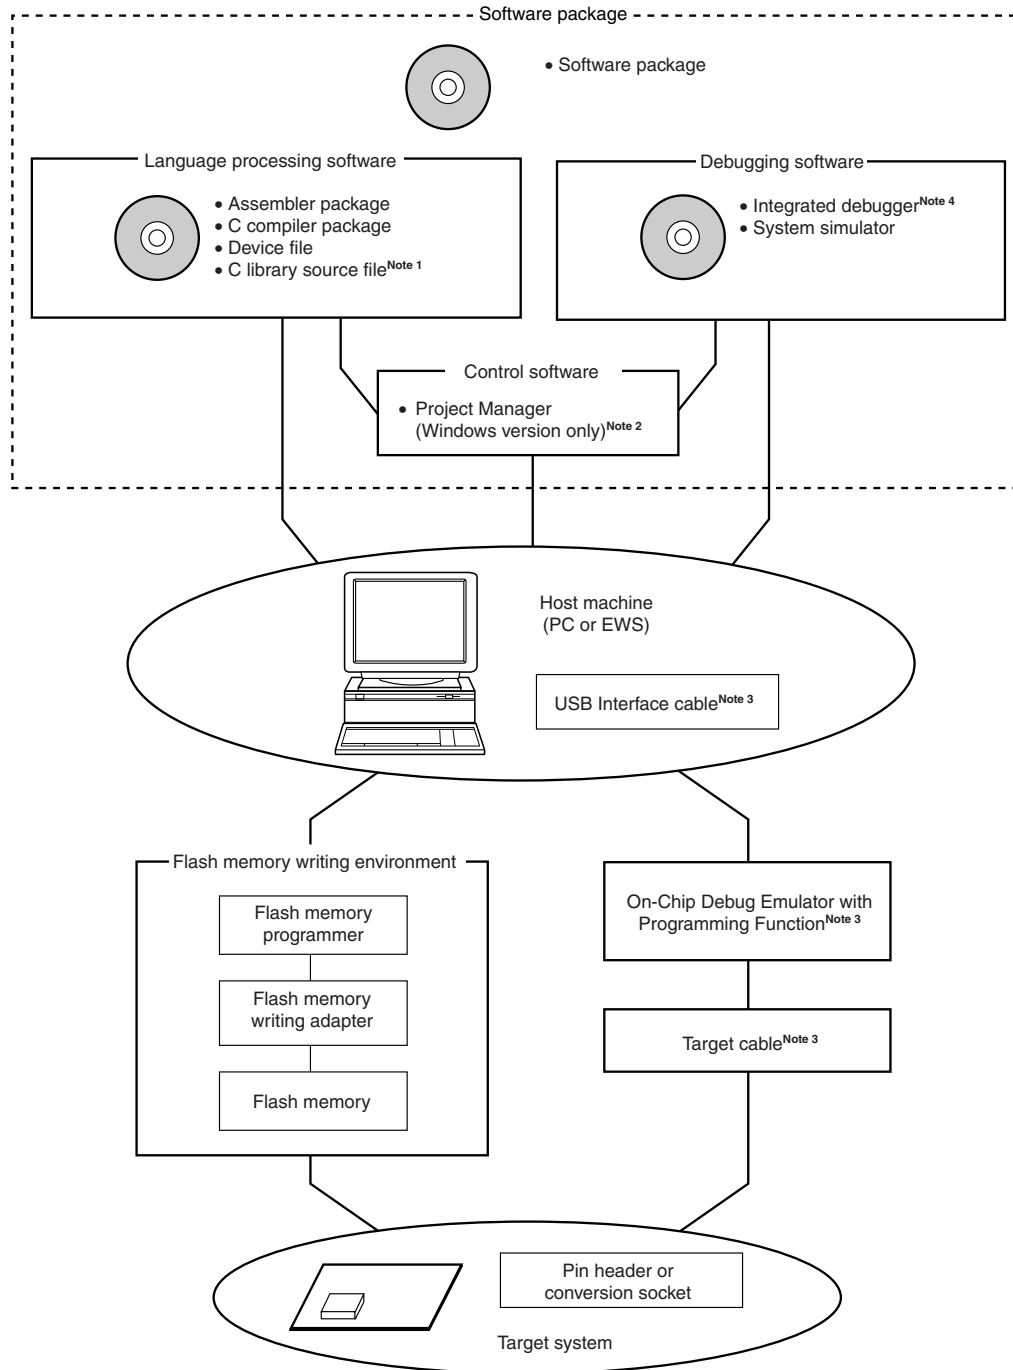 Software package
• Software package
Language processing software
• Assembler package
• C compiler package
• Device file
• C library source fileNote 1
Debugging software
• Integrated debuggerNote 4
• System simulator
Control software
• Project Manager
(Windows version only)Note 2
Host machine
(PC or EWS)
USB Interface cableNote 3
Flash memory writing environment
Flash memory
programmer
Flash memory
writing adapter
Flash memory
On-Chip Debug Emulator with
Programming FunctionNote 3
Target cableNote 3
Pin header or
conversion socket
Target system